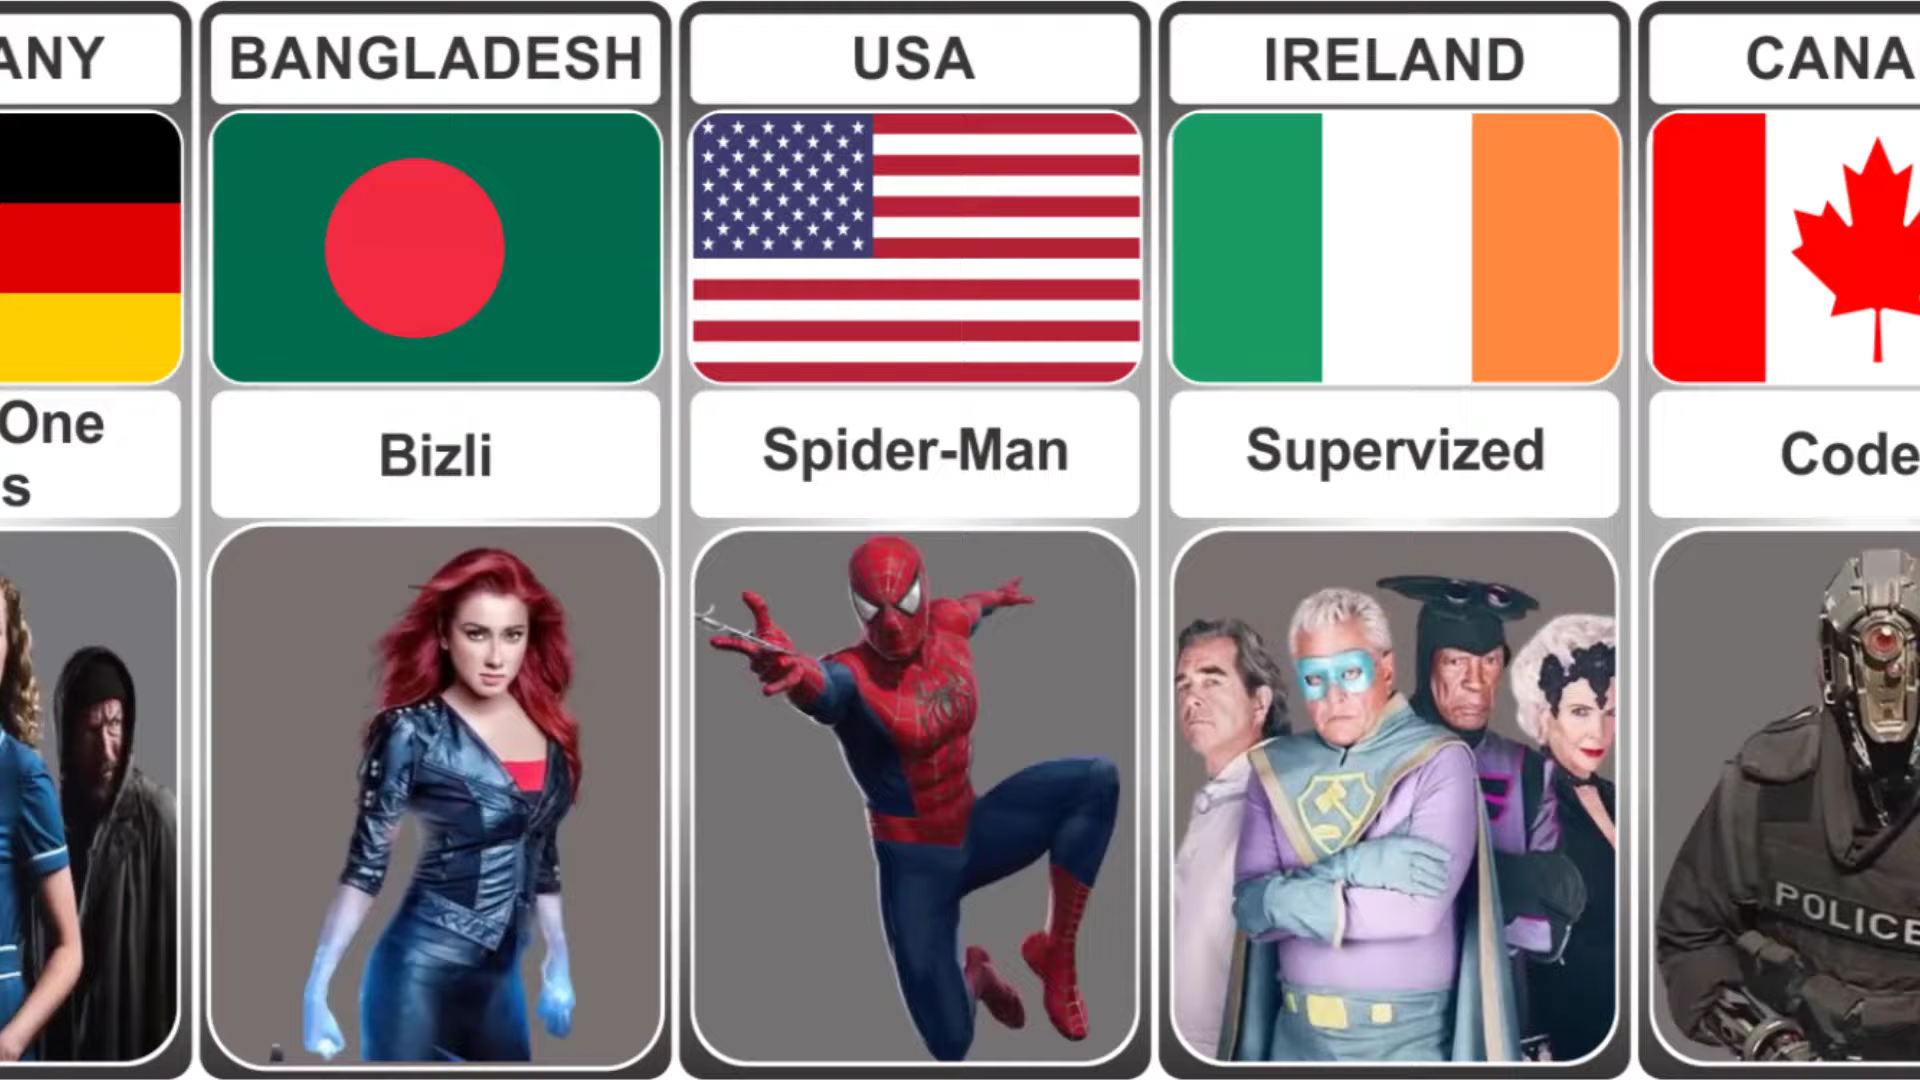 ANY
BANGLADESH
USA
IRELAND
CANA
One
s
Bizli
Spider-Man
Supervized
Code
POLICE